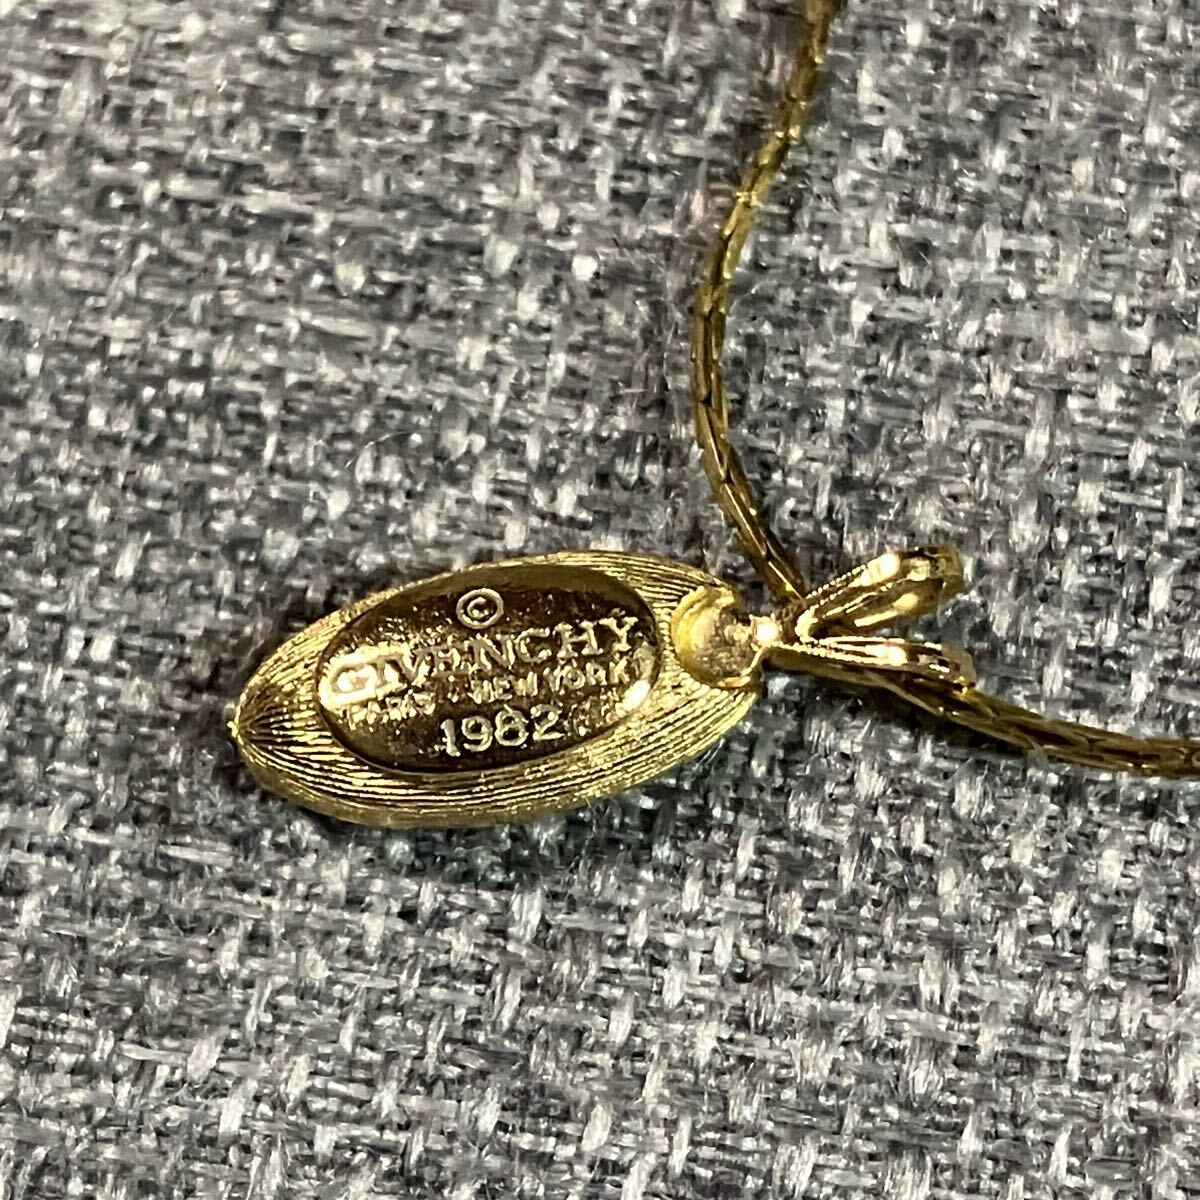 ©
GIVENCHY
PARIS - NEW YORK
1982